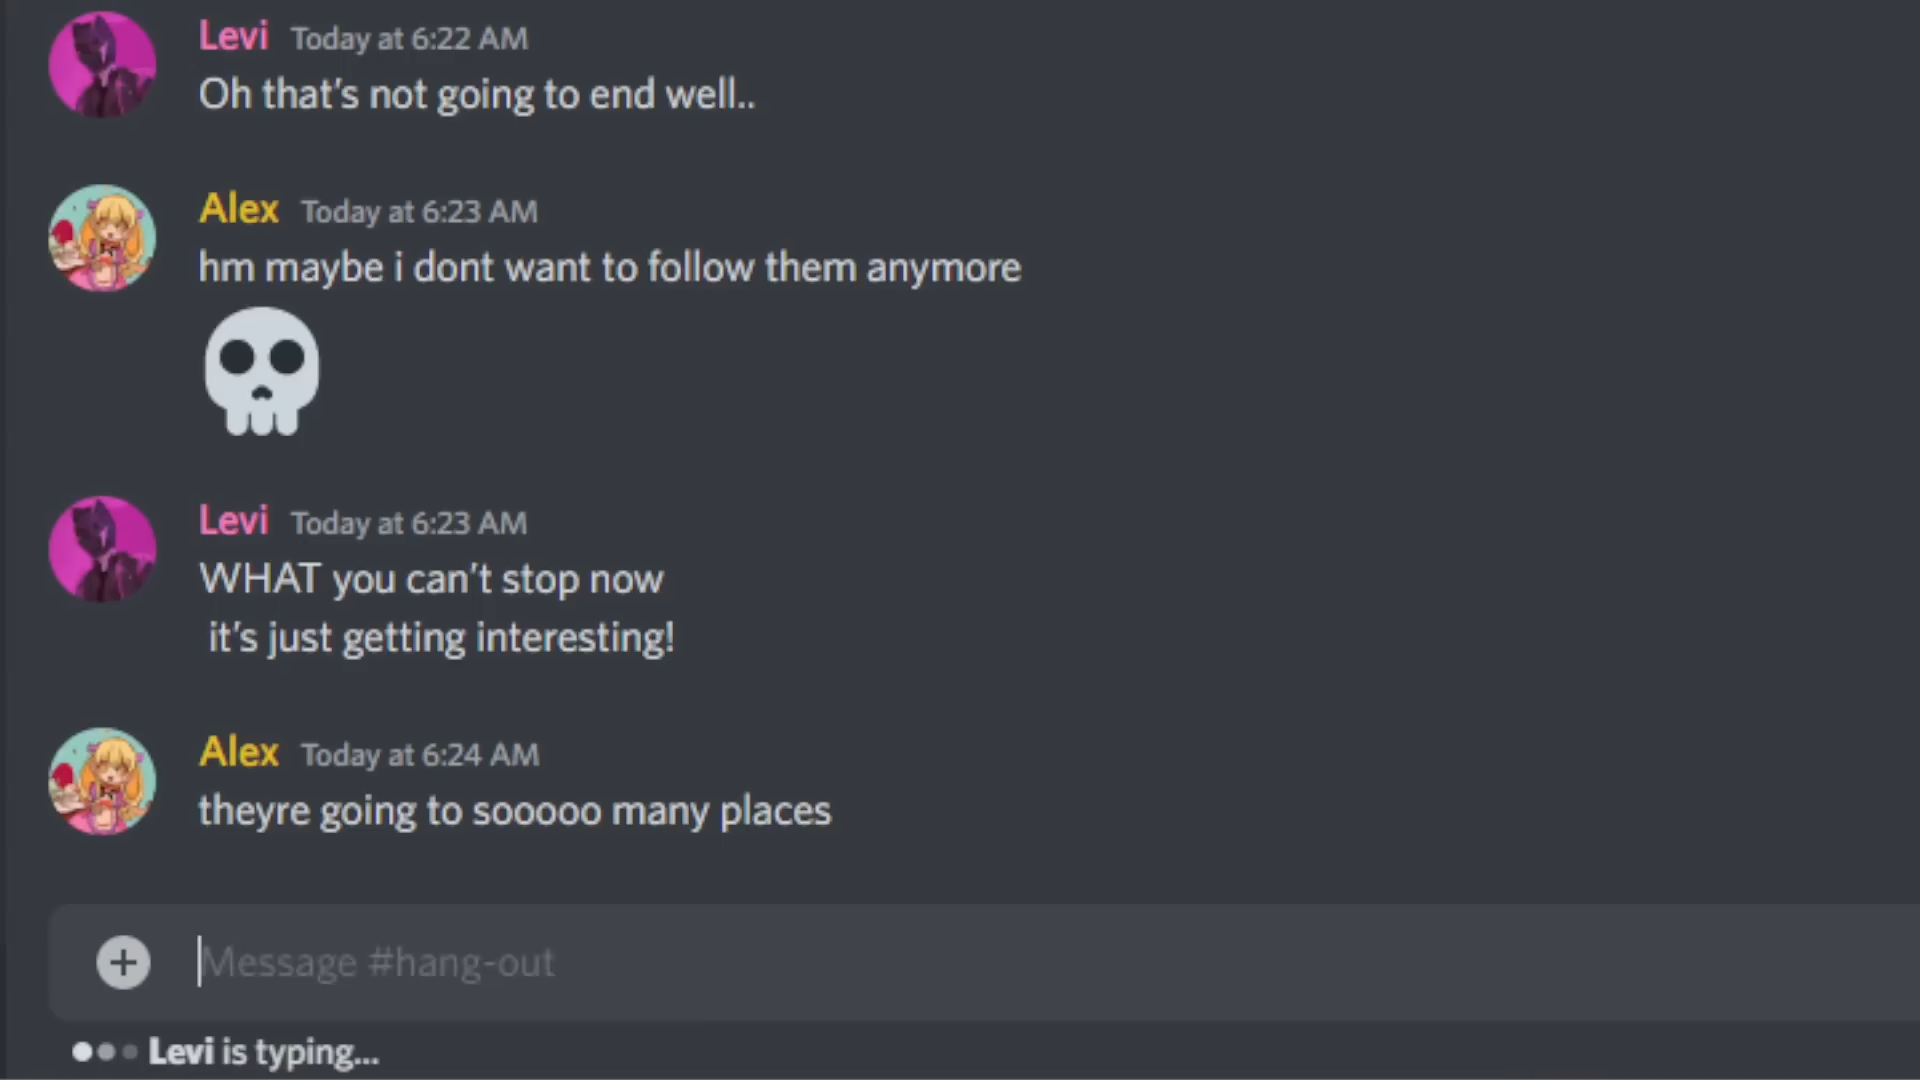 Levi Today at 6:22 AM
Oh that's not going to end well..
Alex Today at 6:23 AM
hm maybe i dont want to follow them anymore
Levi Today at 6:23 AM
WHAT you can't stop now
it's just getting interesting!
Alex Today at 6:24 AM
theyre going to sooooo many places
Message #hang-out
Levi is typing...